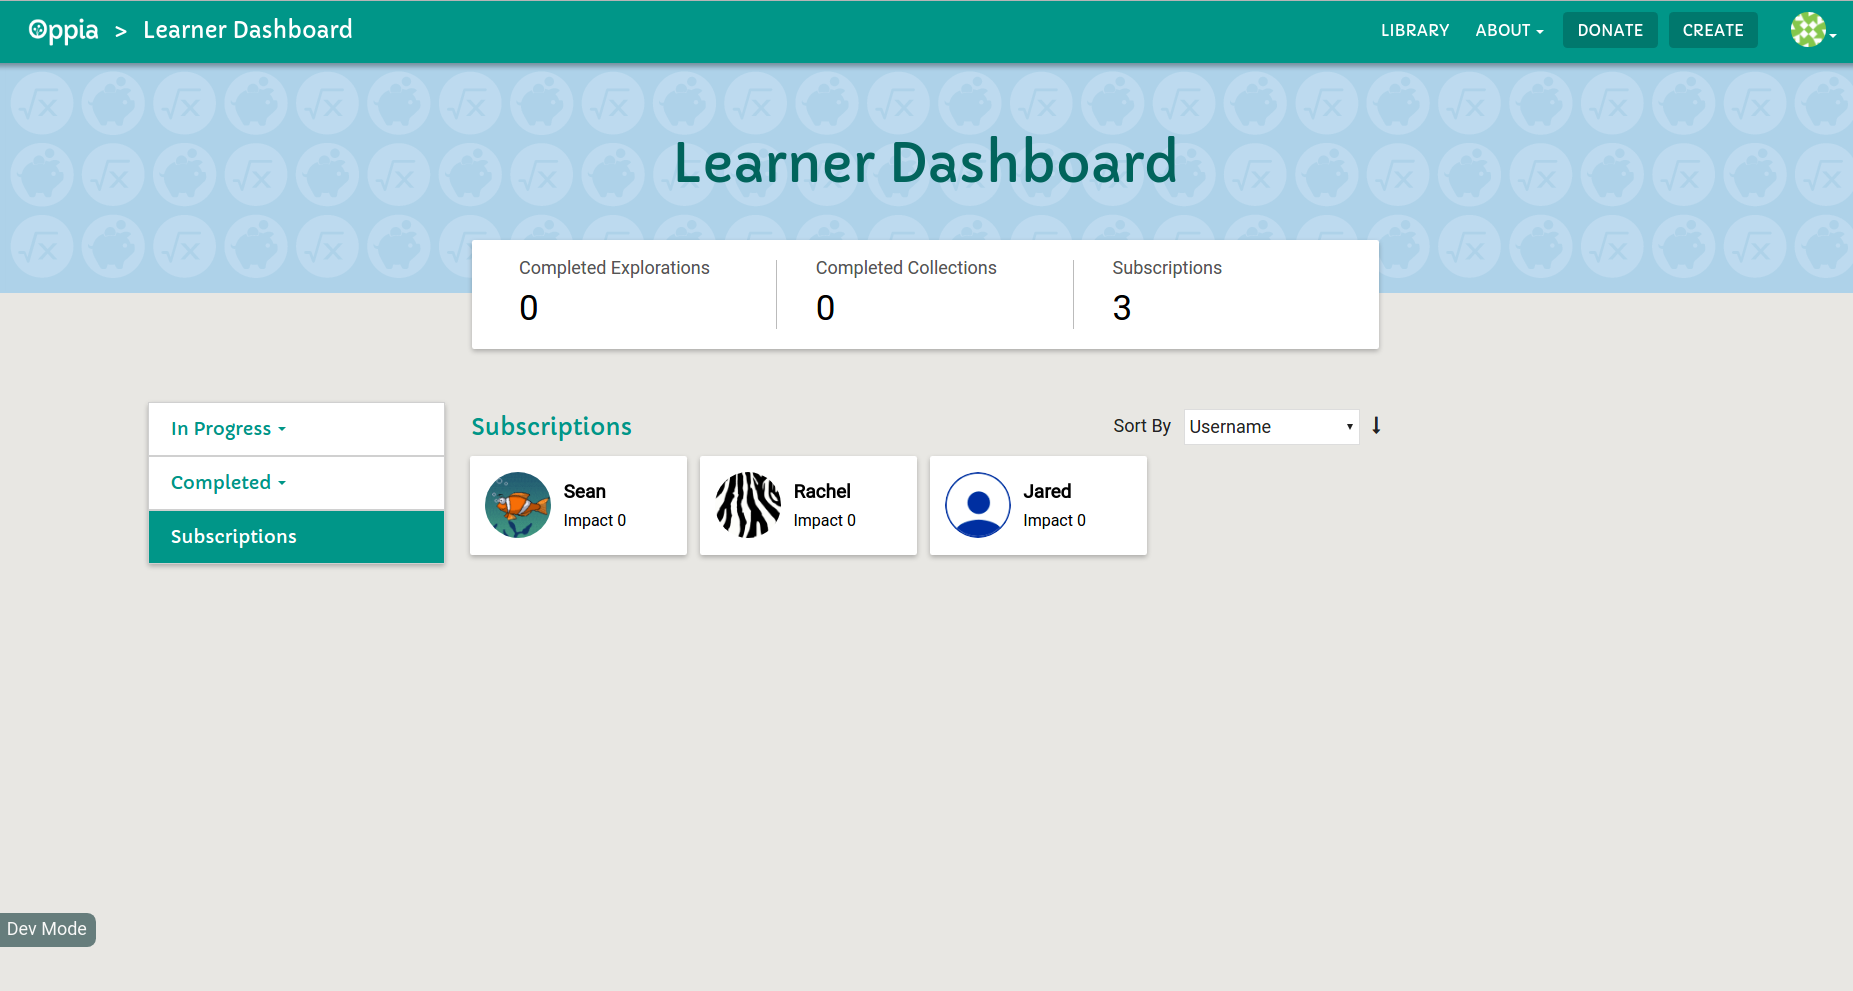 Oppia > Learner Dashboard LIBRARY ABOUT DONATE CREATE
Learner Dashboard
Completed Explorations Completed Collections Subscriptions
0 0 3
In Progress
Completed
Subscriptions
Subscriptions Sort By Username
Sean Rachel Jared
Impact 0 Impact 0 Impact 0
Dev Mode